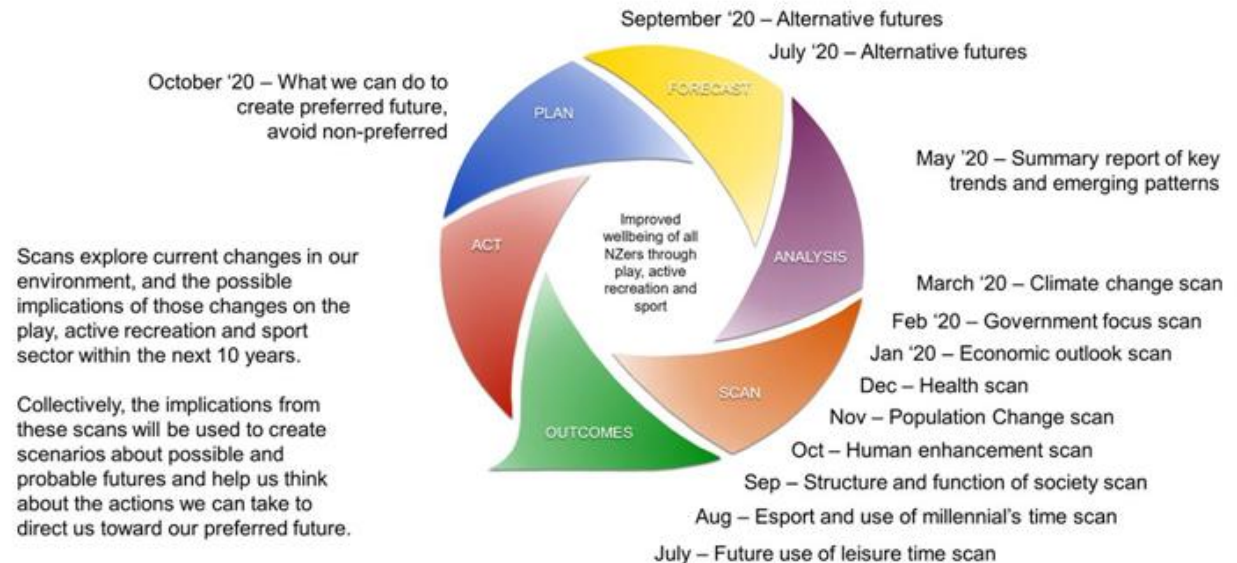 September ‘20 – Alternative futures
July ‘20 – Alternative futures
October ‘20 – What we can do to
create preferred future,
avoid non-preferred
FORECAST
PLAN
May ‘20 – Summary report of key
trends and emerging patterns
Improved
wellbeing of all
NZers through
play, active
recreation and
sport
ACT
ANALYSIS
Scans explore current changes in our
environment, and the possible
implications of those changes on the
play, active recreation and sport
sector within the next 10 years.
Collectively, the implications from
these scans will be used to create
scenarios about possible and
probable futures and help us think
about the actions we can take to
direct us toward our preferred future.
March ‘20 – Climate change scan
Feb ‘20 – Government focus scan
Jan ‘20 – Economic outlook scan
Dec – Health scan
SCAN
Nov – Population Change scan
OUTCOMES
Oct – Human enhancement scan
Sep – Structure and function of society scan
Aug – Esport and use of millennial’s time scan
July – Future use of leisure time scan